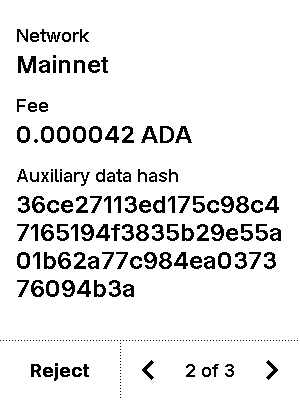 Network
Mainnet
Fee
0.000042 ADA
Auxiliary data hash
36ce27113ed175c98c4
7165194f3835b29e55a
01b62a77c984ea0373
76094b3a
Reject
2 of 3